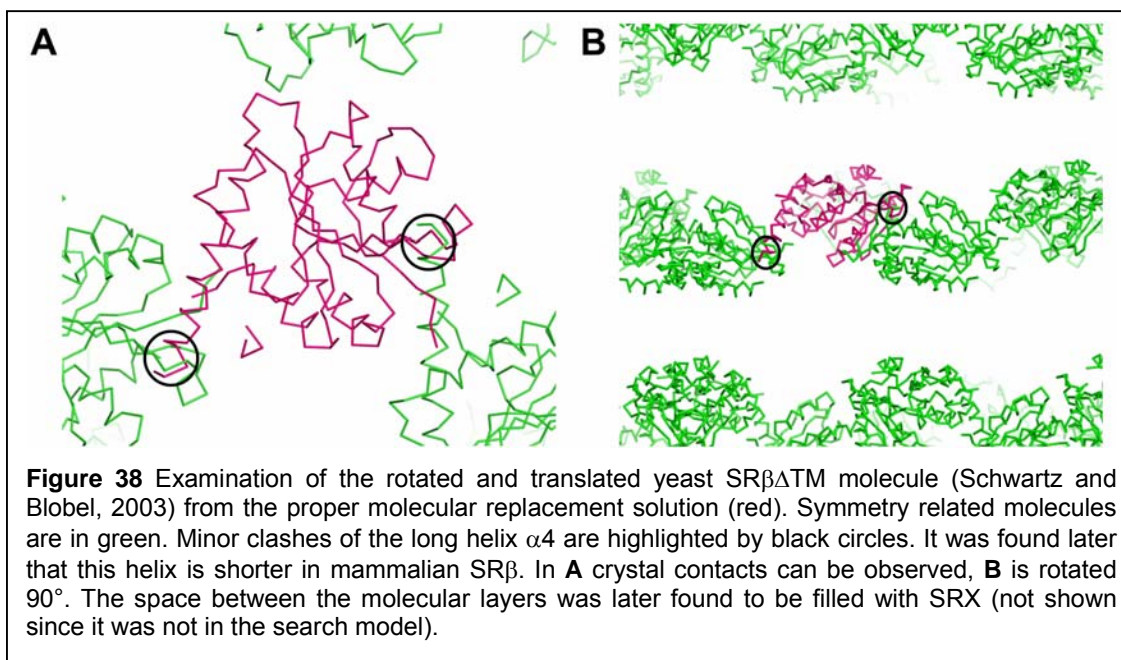 A
B
Figure 38 Examination of the rotated and translated yeast SRβΔTM molecule (Schwartz and
Blobel, 2003) from the proper molecular replacement solution (red). Symmetry related molecules
are in green. Minor clashes of the long helix α4 are highlighted by black circles. It was found later
that this helix is shorter in mammalian SRβ. In A crystal contacts can be observed, B is rotated
90°. The space between the molecular layers was later found to be filled with SRX (not shown
since it was not in the search model).